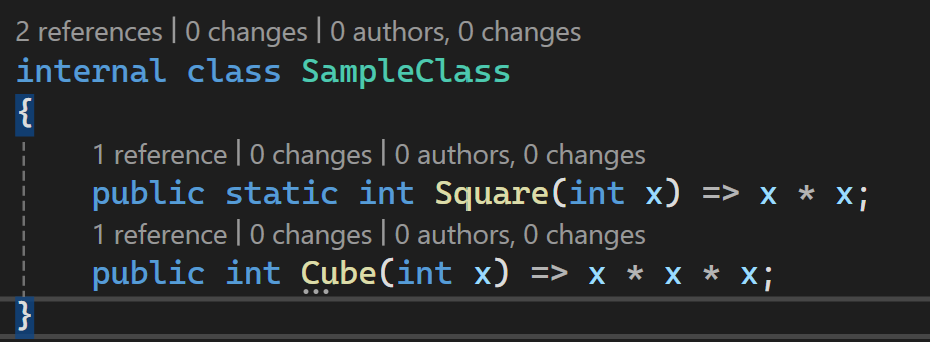 2 references | 0 changes | 0 authors, 0 changes
internal class SampleClass
{
1 reference | 0 changes | 0 authors, 0 changes
public static int Square(int x) => x * x;
1 reference | 0 changes | 0 authors, 0 changes
public int Cube(int x) => x * x * x;
}